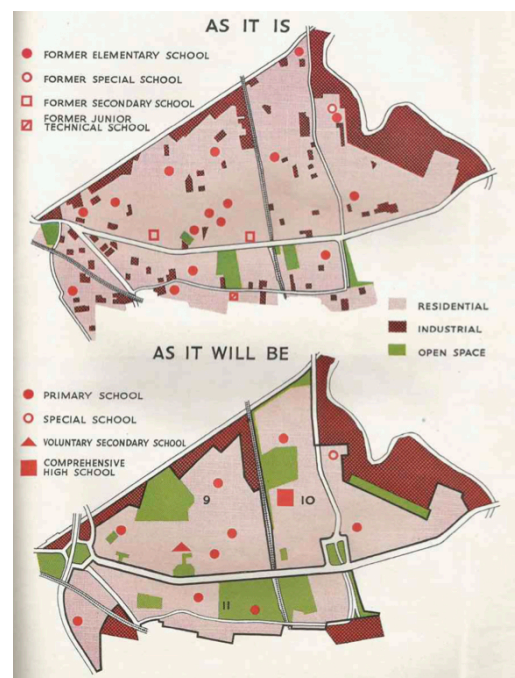 AS IT IS
FORMER ELEMENTARY SCHOOL
FORMER SPECIAL SCHOOL
FORMER SECONDARY SCHOOL
FORMER JUNIOR
TECHNICAL SCHOOL
RESIDENTIAL
INDUSTRIAL
OPEN SPACE
AS IT WILL BE
PRIMARY SCHOOL
SPECIAL SCHOOL
VOLUNTARY SECONDARY SCHOOL
COMPREHENSIVE
HIGH SCHOOL
9
10
11